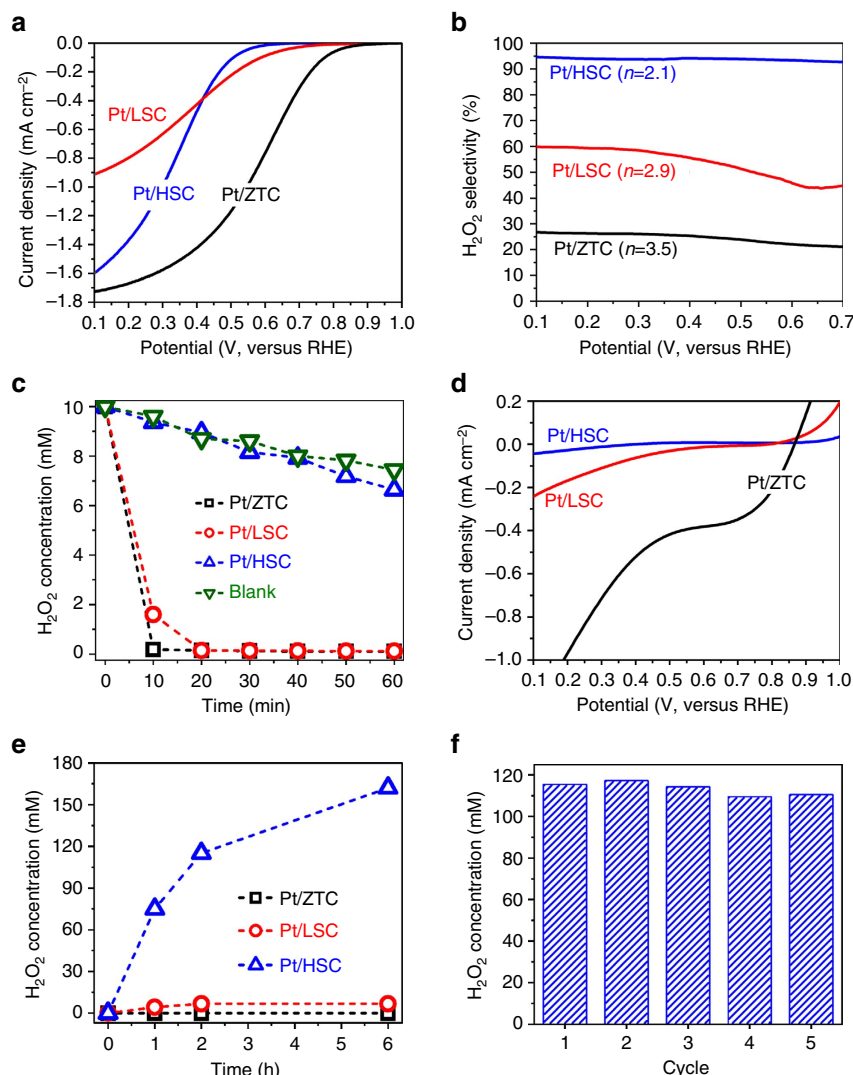 a
0.0
−0.2
−0.4
−0.6
−0.8
−1.0
−1.2
−1.4
−1.6
−1.8
Current density (mA cm−2)
Pt/LSC
Pt/HSC
Pt/ZTC
0.1 0.2 0.3 0.4 0.5 0.6 0.7 0.8 0.9 1.0
Potential (V, versus RHE)
b
100
90
80
70
60
50
40
30
20
10
0
H2O2 selectivity (%)
Pt/HSC (n=2.1)
Pt/LSC (n=2.9)
Pt/ZTC (n=3.5)
0.1 0.2 0.3 0.4 0.5 0.6 0.7
Potential (V, versus RHE)
c
10
8
6
4
2
0
H2O2 concentration (mM)
Pt/ZTC
Pt/LSC
Pt/HSC
Blank
0 10 20 30 40 50 60
Time (min)
d
0.2
0.0
−0.2
−0.4
−0.6
−0.8
−1.0
Current density (mA cm−2)
Pt/HSC
Pt/LSC
Pt/ZTC
0.1 0.2 0.3 0.4 0.5 0.6 0.7 0.8 0.9 1.0
Potential (V, versus RHE)
e
180
150
120
90
60
30
0
H2O2 concentration (mM)
Pt/ZTC
Pt/LSC
Pt/HSC
0 1 2 3 4 5 6
Time (h)
f
120
100
80
60
40
20
0
H2O2 concentration (mM)
1 2 3 4 5
Cycle